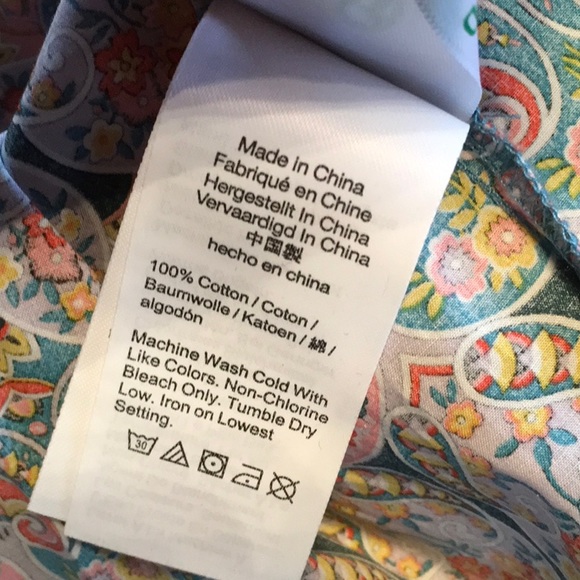 Made in China
Fabriqué en Chine
Hergestellt In China
Vervaardigd In China
中国製
hecho en china
100% Cotton / Coton /
Baumwolle / Katoen / 綿 /
algodón
Machine Wash Cold With
Like Colors. Non-Chlorine
Bleach Only. Tumble Dry
Low. Iron on Lowest
Setting.
30